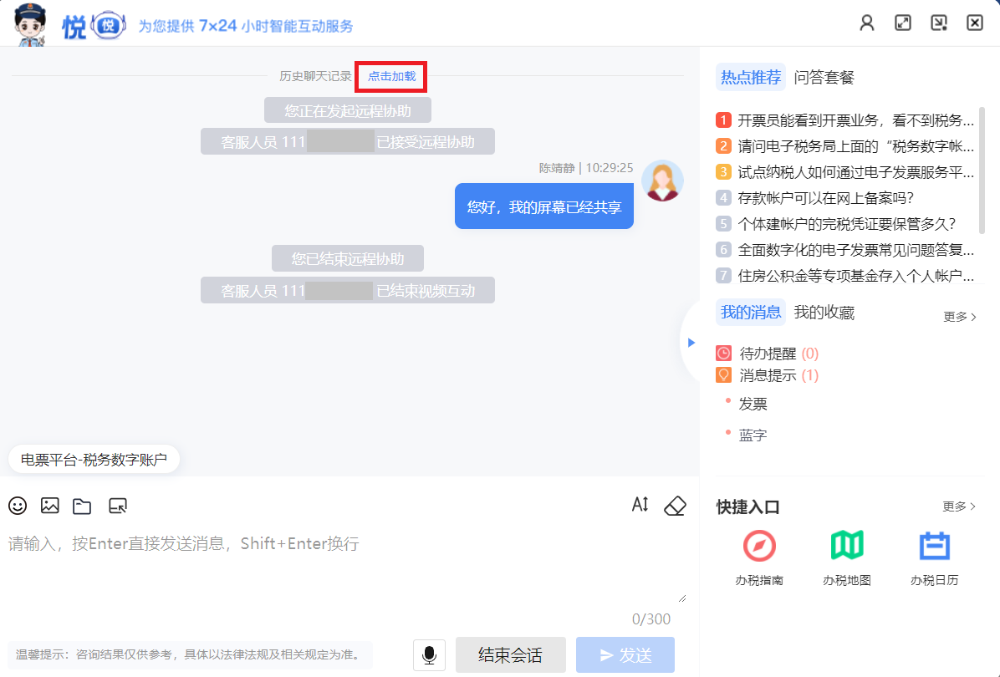 悦 悦 为您提供 7×24 小时智能互动服务
历史聊天记录 点击加载
您正在发起远程协助
客服人员 111 已接受远程协助
陈靖静 | 10:29:25
您好，我的屏幕已经共享
您已结束远程协助
客服人员 111 已结束视频互动
电票平台-税务数字账户
请输入，按Enter直接发送消息，Shift+Enter换行
0/300
温馨提示：咨询结果仅供参考，具体以法律法规及相关规定为准。
结束会话
发送
热点推荐 问答套餐
1 开票员能看到开票业务，看不到税务...
2 请问电子税务局上面的“税务数字帐...
3 试点纳税人如何通过电子发票服务平...
4 存款帐户可以在网上备案吗？
5 个体建帐户的完税凭证要保管多久？
6 全面数字化的电子发票常见问题答复...
7 住房公积金等专项基金存入个人帐户...
我的消息 我的收藏 更多
待办提醒 (0)
消息提示 (1)
发票
蓝字
快捷入口 更多
办税指南 办税地图 办税日历